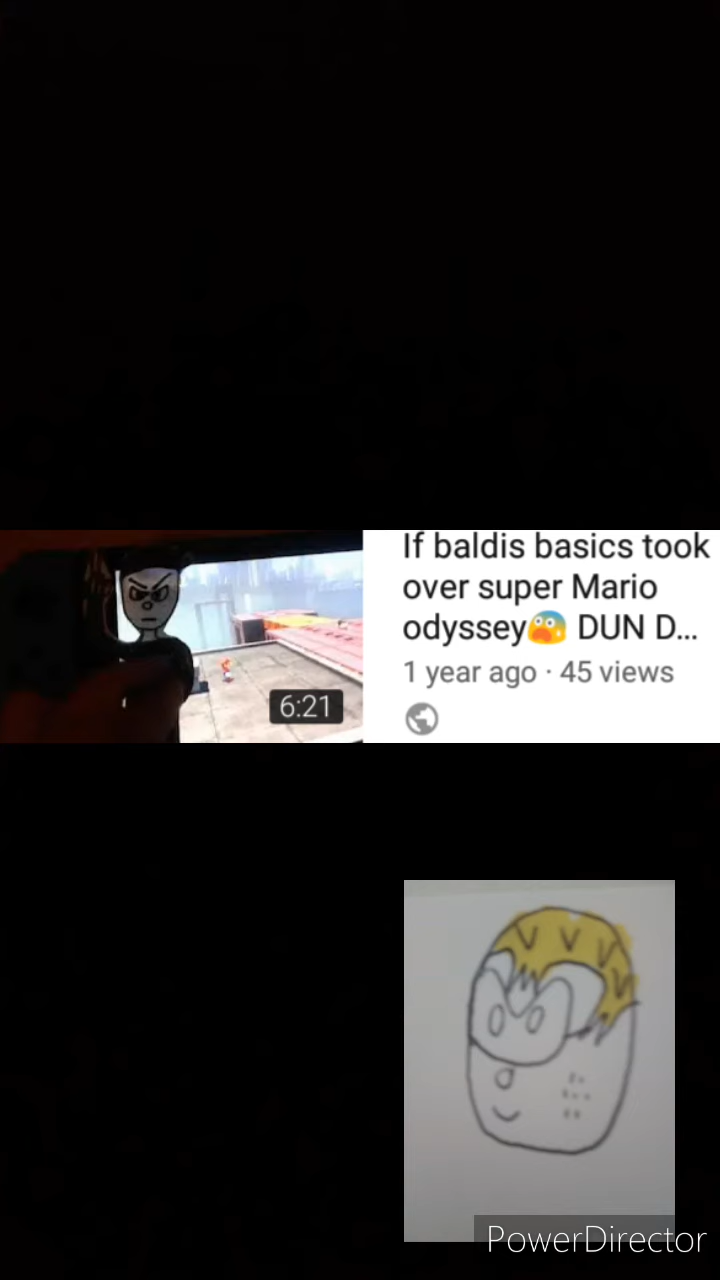 If baldis basics took
over super Mario
odyssey😨 DUN D...
1 year ago · 45 views
6:21
PowerDirector